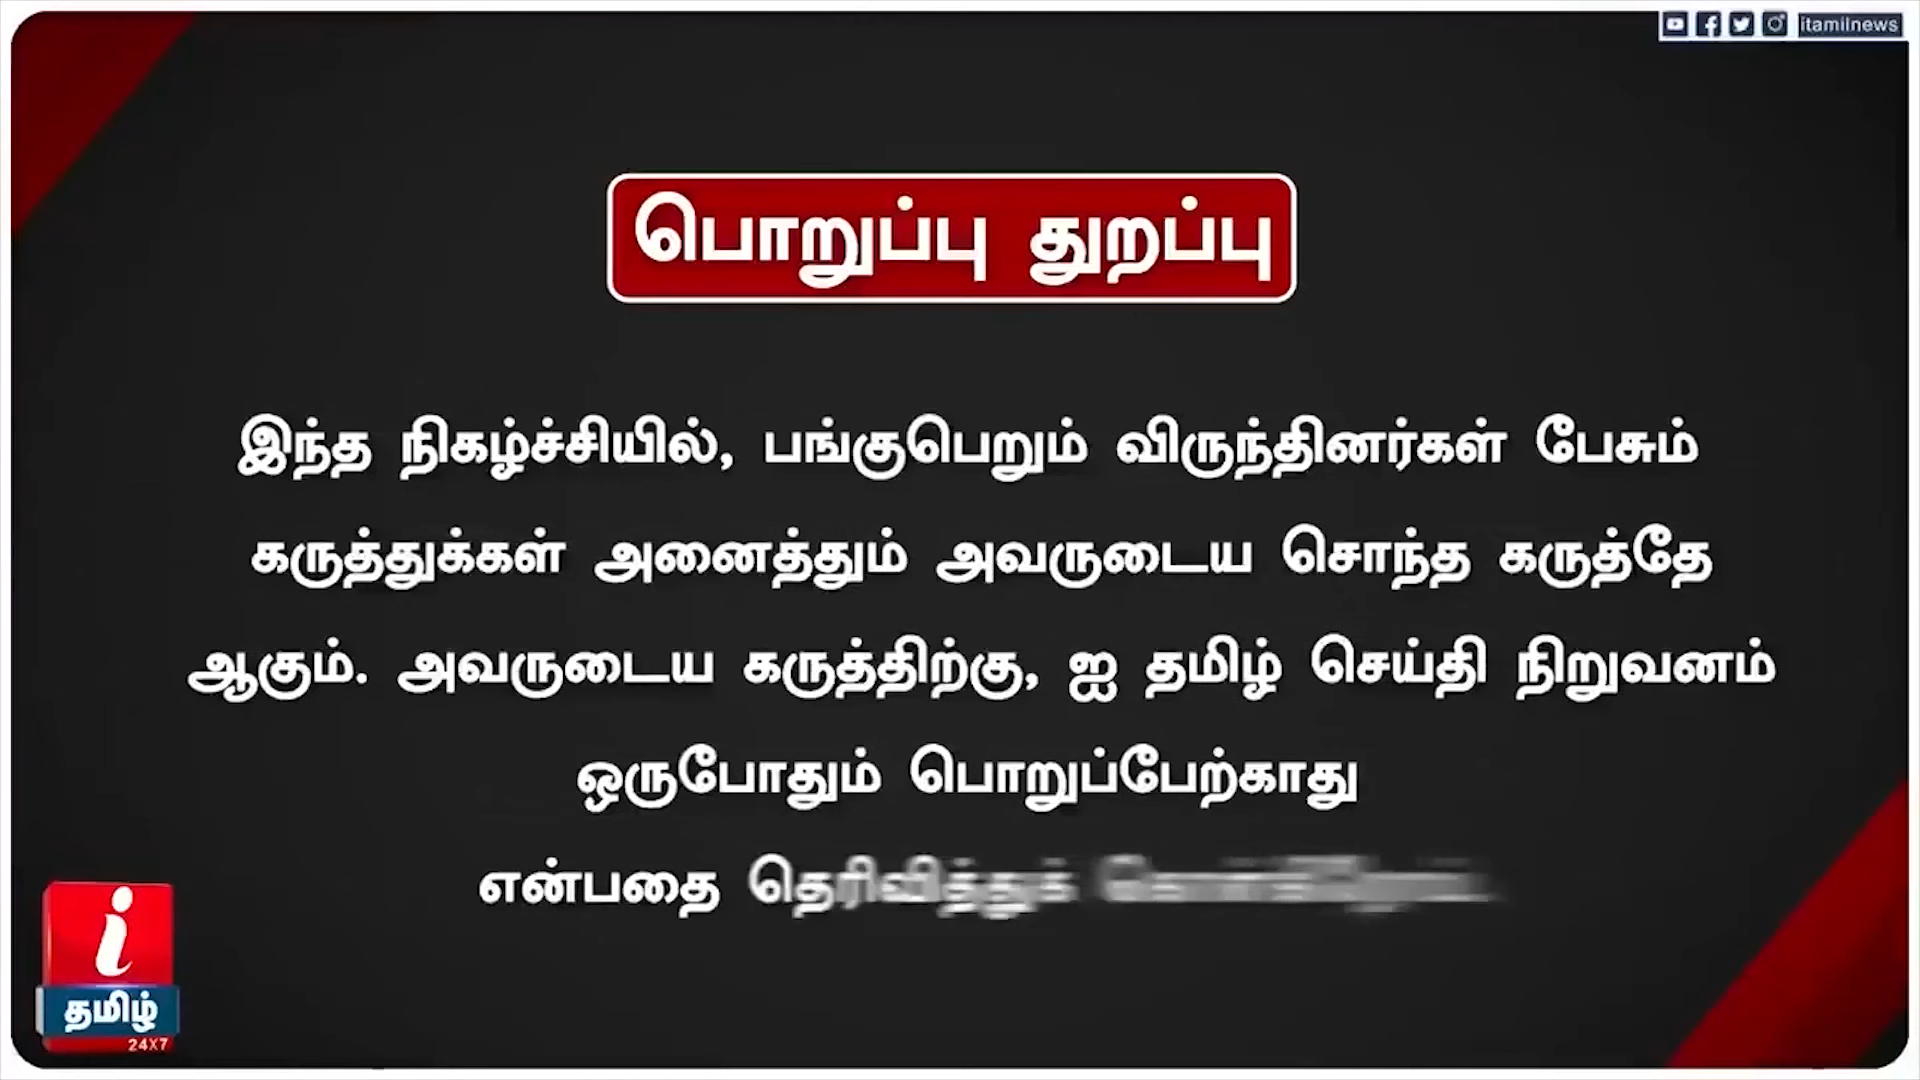 itamilnews
பொறுப்பு துறப்பு
இந்த நிகழ்ச்சியில், பங்குபெறும் விருந்தினர்கள் பேசும்
கருத்துக்கள் அனைத்தும் அவருடைய சொந்த கருத்தே
ஆகும். அவருடைய கருத்திற்கு, ஐ தமிழ் செய்தி நிறுவனம்
ஒருபோதும் பொறுப்பேற்காது
என்பதை தெரிவித்துக்
i
தமிழ்
24X7